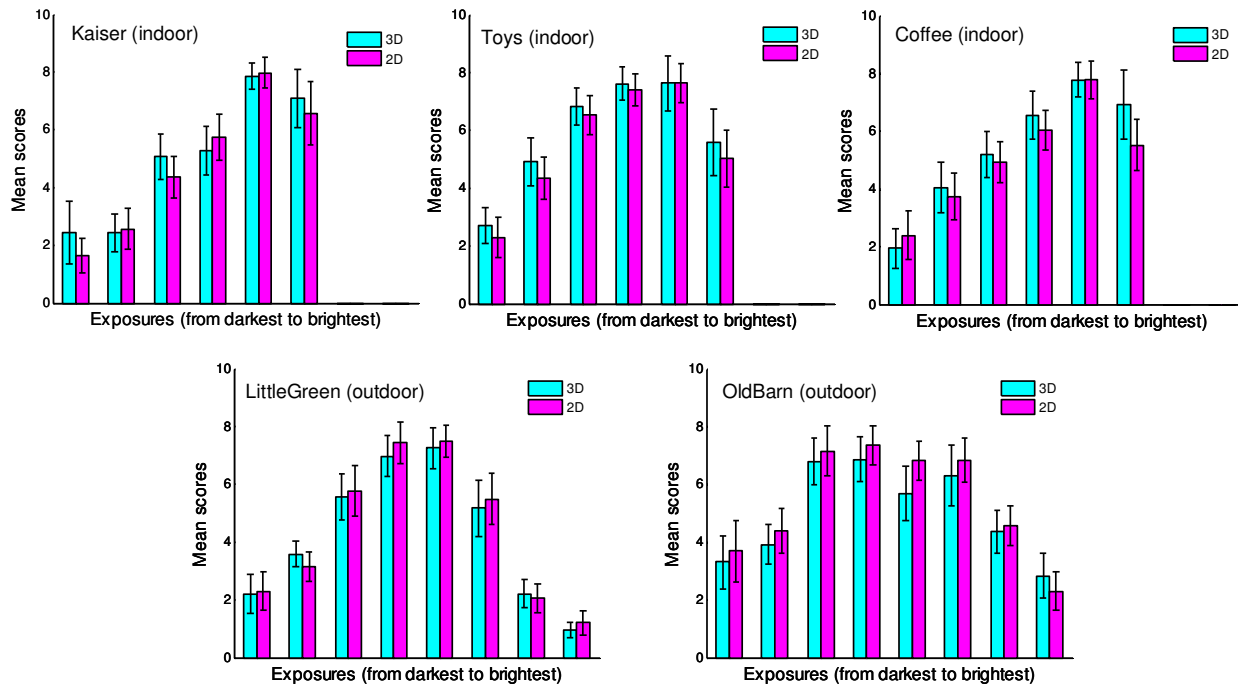 Kaiser (indoor)
3D
2D
Mean scores
10
8
6
4
2
0
Exposures (from darkest to brightest)
Toys (indoor)
3D
2D
Mean scores
10
8
6
4
2
0
Exposures (from darkest to brightest)
Coffee (indoor)
3D
2D
Mean scores
10
8
6
4
2
0
Exposures (from darkest to brightest)
LittleGreen (outdoor)
3D
2D
Mean scores
10
8
6
4
2
0
Exposures (from darkest to brightest)
OldBarn (outdoor)
3D
2D
Mean scores
10
8
6
4
2
0
Exposures (from darkest to brightest)